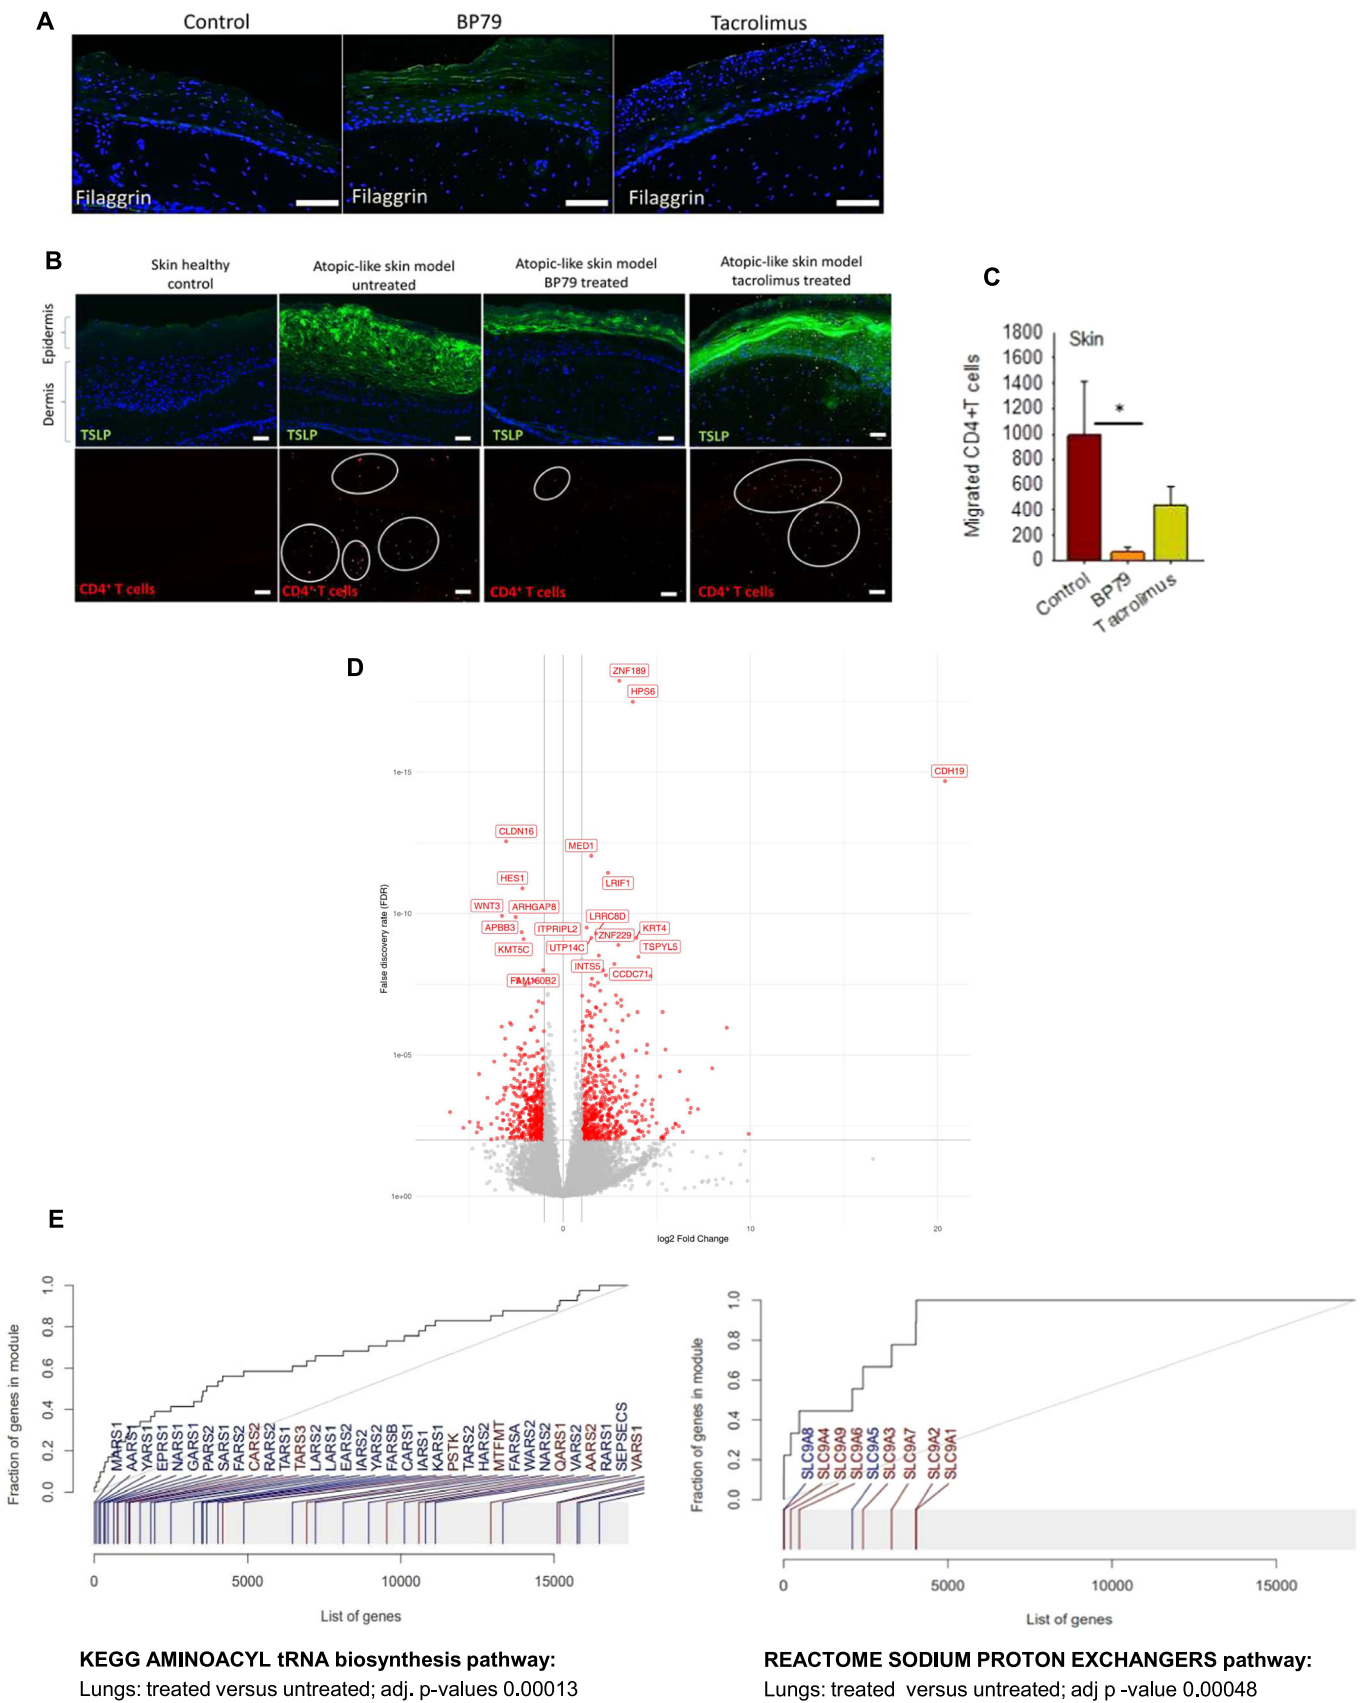 A
Control
BP79
Tacrolimus
Filaggrin
Filaggrin
Filaggrin
B
Skin healthy
control
Atopic-like skin model
untreated
Atopic-like skin model
BP79 treated
Atopic-like skin model
tacrolimus treated
Epidermis
Dermis
TSLP
TSLP
TSLP
TSLP
CD4+ T cells
CD4+ T cells
CD4+ T cells
CD4+ T cells
C
Migrated CD4+T cells
1800
1600
1400
1200
1000
800
600
400
200
0
Skin
*
Control
BP79
Tacrolimus
D
False discovery rate (FDR)
1e-15
1e-10
1e-05
1e+00
ZNF189
HPS6
CDH19
CLDN16
MED1
HES1
LRIF1
WNT3
ARHGAP8
LRRC8D
APBB3
ITPRIPL2
ZNF229
KRT4
KMT5C
UTP14C
TSPYL5
INTS5
CCDC71
FAM160B2
0
10
20
log2 Fold Change
E
Fraction of genes in module
1.0
0.8
0.6
0.4
0.2
0.0
MARS1
AARS1
YARS1
EPRS1
NARS1
GARS1
PARS2
SARS1
FARS2
CARS2
RARS2
TARS1
TARS3
LARS2
LARS1
EARS2
IARS2
YARS2
FARSB
CARS1
IARS1
KARS1
PSTK
TARS2
HARS2
MTFMT
FARSA
WARS2
NARS2
QARS1
VARS2
AARS2
RARS1
SEPSECS
VARS1
0
5000
10000
15000
List of genes
KEGG AMINOACYL tRNA biosynthesis pathway:
Lungs: treated versus untreated; adj. p-values 0.00013
Fraction of genes in module
1.0
0.8
0.6
0.4
0.2
0.0
SLC9A8
SLC9A4
SLC9A9
SLC9A6
SLC9A5
SLC9A3
SLC9A7
SLC9A2
SLC9A1
0
5000
10000
15000
List of genes
REACTOME SODIUM PROTON EXCHANGERS pathway:
Lungs: treated versus untreated; adj p -value 0.00048